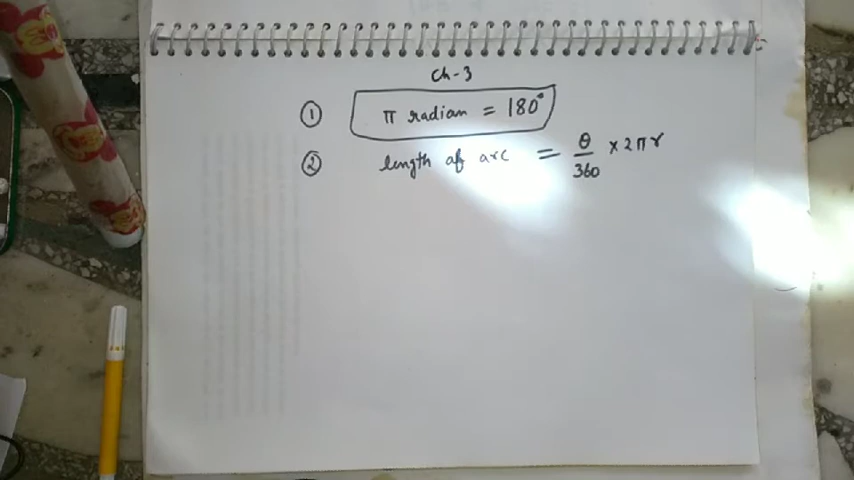 Ch-3
① π radian = 180°
② length of arc = θ/360 × 2πr